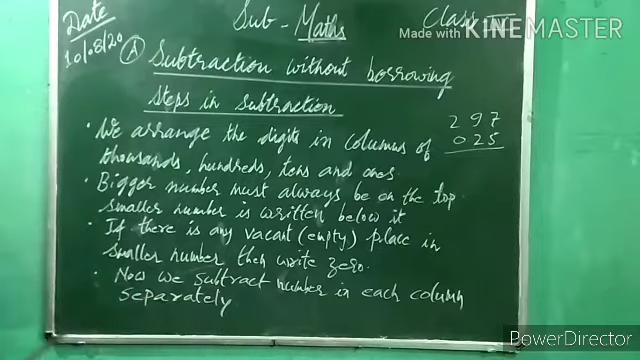 Date
10/08/20
Sub- Maths
Class IV
Made with KINEMASTER
A Subtraction without borrowing
Steps in subtraction
297
025
· We arrange the digits in columns of
thousands, hundreds, tens and ones.
· Bigger number must always be on the top.
smaller number is written below it
· If there is any vacant (empty) place in
smaller number then write zero.
· Now we subtract number in each column
separately
PowerDirector